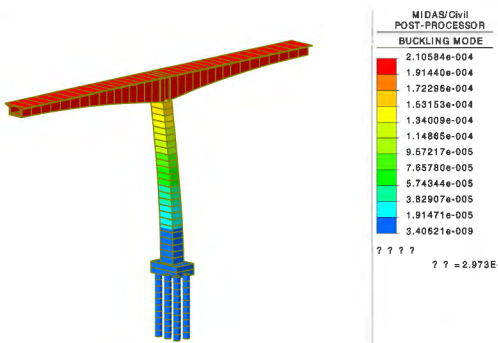 MIDAS/Civil
POST-PROCESSOR
BUCKLING MODE
2.10584e-004
1.91440e-004
1.72296e-004
1.53153e-004
1.34009e-004
1.14865e-004
9.57217e-005
7.65780e-005
5.74344e-005
3.82907e-005
1.91471e-005
3.40621e-009
? ? ? ?
? ? =2.973E